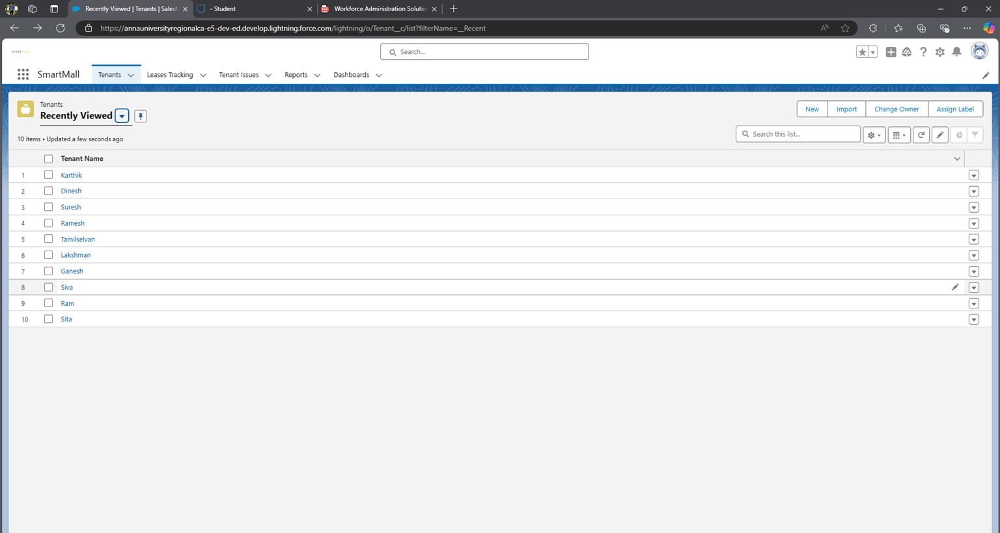 Recently Viewed | Tenants | Salesf
- Student
Workforce Administration Solutio
https://annauniversityregionalca-e5-dev-ed.develop.lightning.force.com/lightning/o/Tenant__c/list?filterName=__Recent
SMARTMALL
Search...
SmartMall
Tenants
Leases Tracking
Tenant Issues
Reports
Dashboards
Tenants
Recently Viewed
New
Import
Change Owner
Assign Label
10 items • Updated a few seconds ago
Search this list...
Tenant Name
1 Karthik
2 Dinesh
3 Suresh
4 Ramesh
5 Tamilselvan
6 Lakshman
7 Ganesh
8 Siva
9 Ram
10 Sita